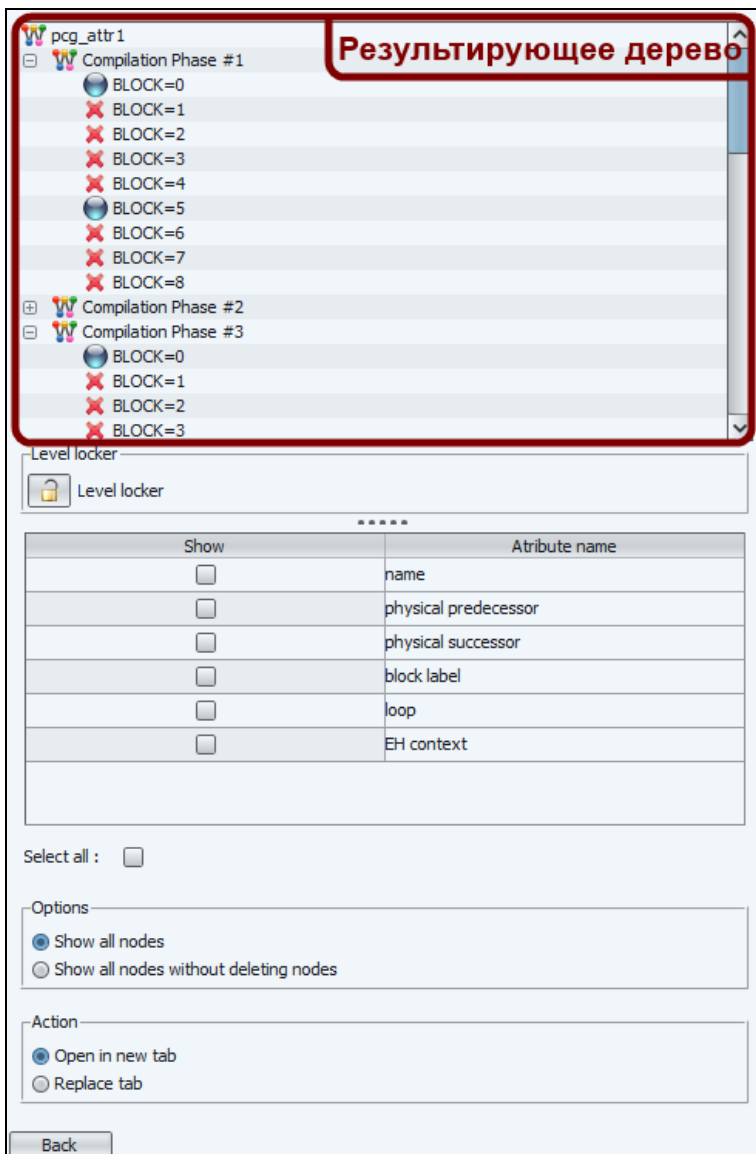 pcg_attr1
Результирующее дерево
Compilation Phase #1
BLOCK=0
BLOCK=1
BLOCK=2
BLOCK=3
BLOCK=4
BLOCK=5
BLOCK=6
BLOCK=7
BLOCK=8
Compilation Phase #2
Compilation Phase #3
BLOCK=0
BLOCK=1
BLOCK=2
BLOCK=3
Level locker
Level locker
Show Atribute name
name
physical predecessor
physical successor
block label
loop
EH context
Select all :
Options
Show all nodes
Show all nodes without deleting nodes
Action
Open in new tab
Replace tab
Back